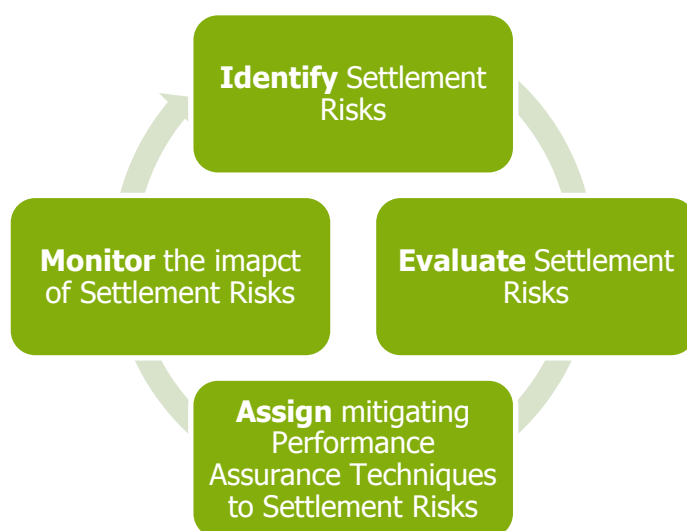 Identify Settlement
Risks
Evaluate Settlement
Risks
Assign mitigating
Performance
Assurance Techniques
to Settlement Risks
Monitor the imapct
of Settlement Risks